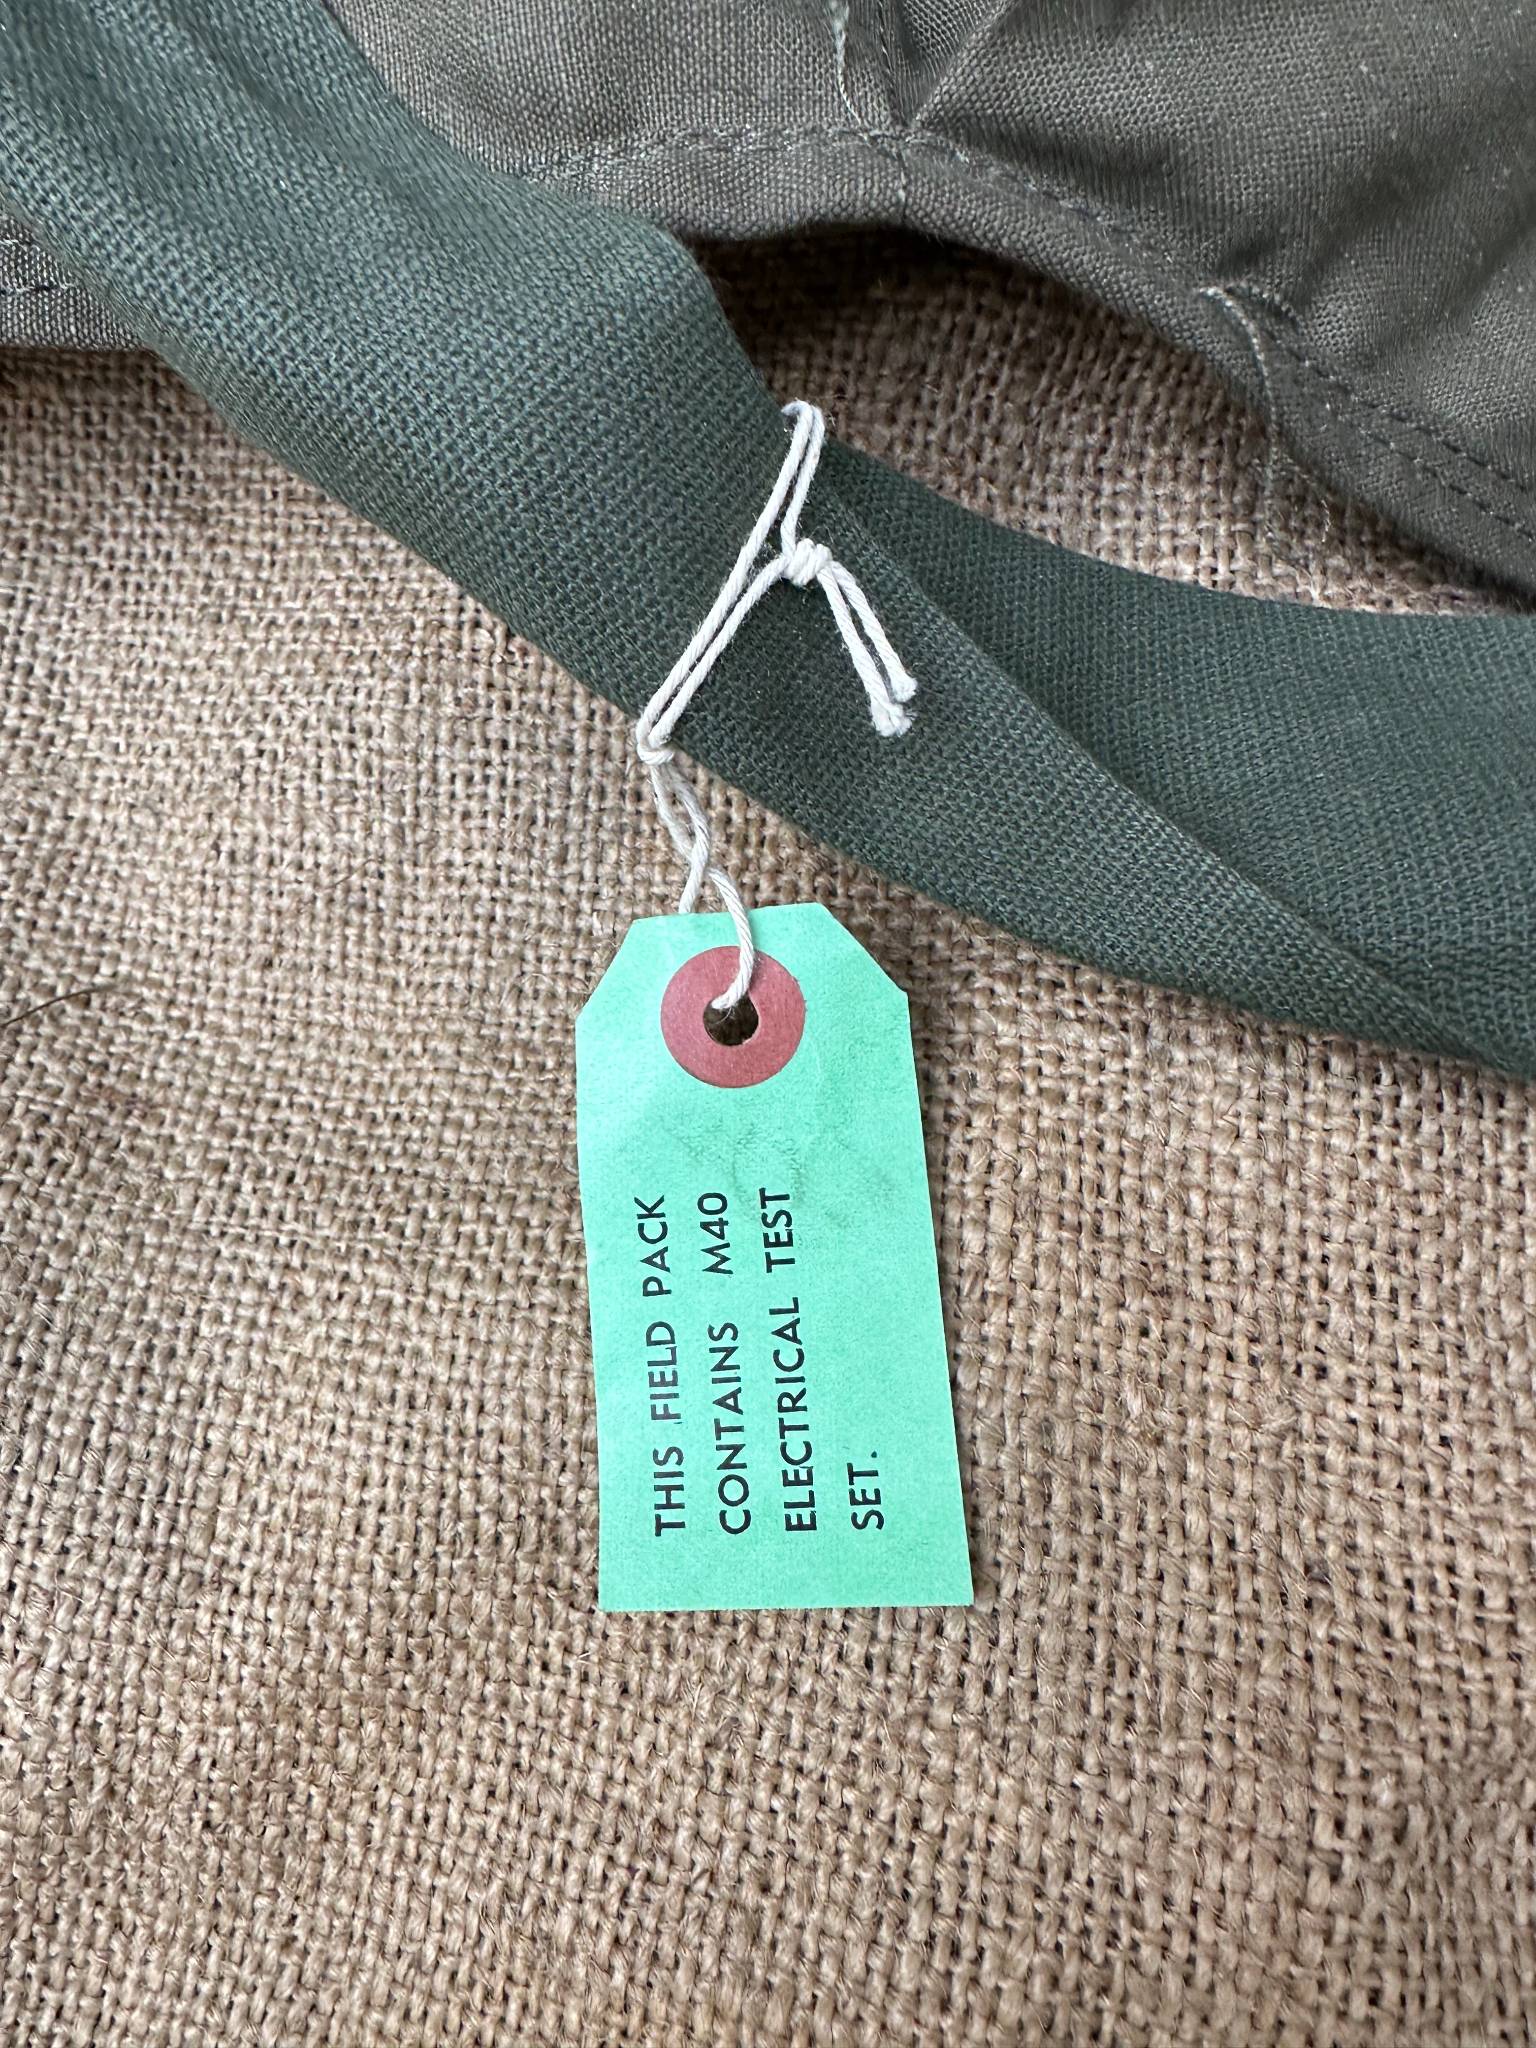 THIS FIELD PACK
CONTAINS M40
ELECTRICAL TEST
SET.